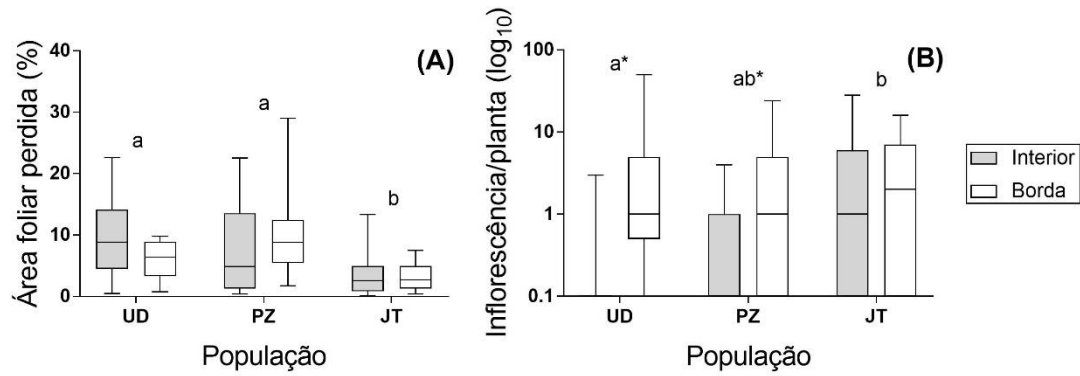 Área foliar perdida (%)
40
30
20
10
0
(A)
a
a
b
UD
PZ
JT
População
Inflorescência/planta (log10)
100
10
1
0.1
(B)
a*
ab*
b
UD
PZ
JT
População
Interior
Borda